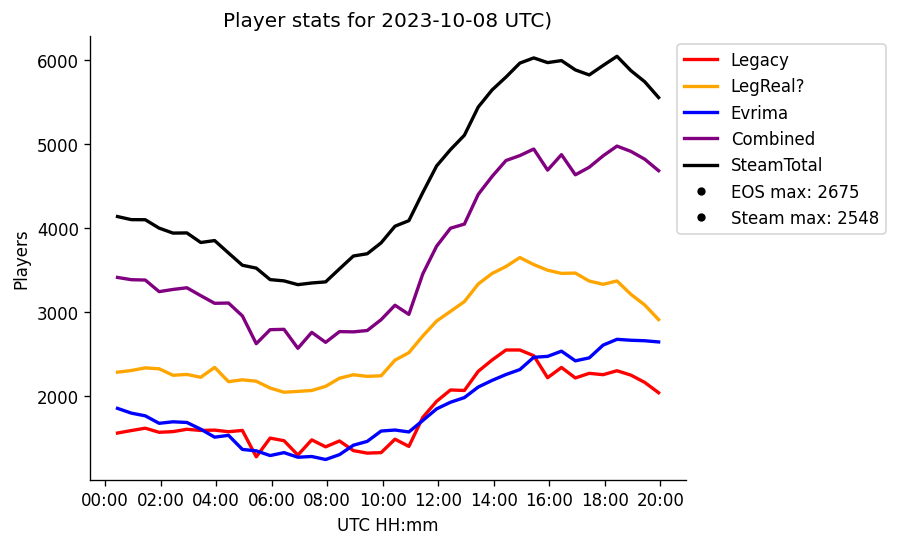 Player stats for 2023-10-08 UTC)
6000
5000
4000
3000
2000
Players
00:00 02:00 04:00 06:00 08:00 10:00 12:00 14:00 16:00 18:00 20:00
UTC HH:mm
Legacy
LegReal?
Evrima
Combined
SteamTotal
EOS max: 2675
Steam max: 2548